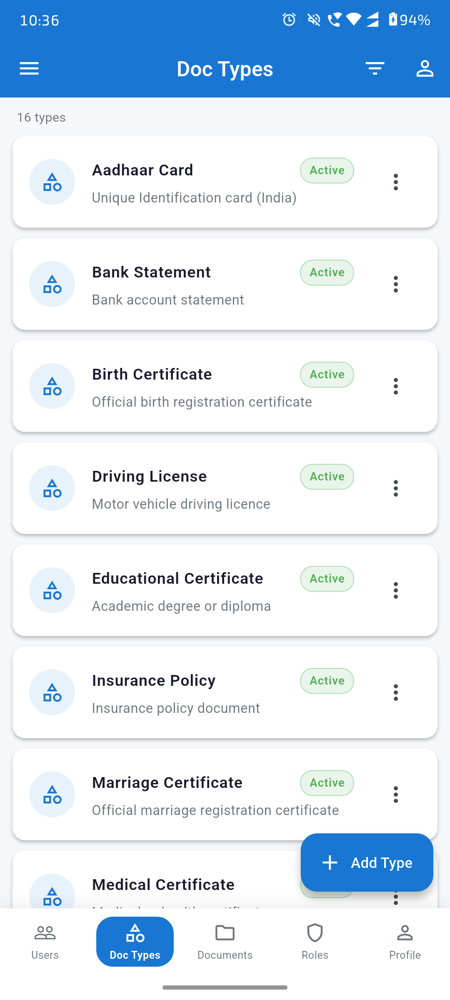 10:36
94%
Doc Types
16 types
Aadhaar Card
Active
Unique Identification card (India)
Bank Statement
Active
Bank account statement
Birth Certificate
Active
Official birth registration certificate
Driving License
Active
Motor vehicle driving licence
Educational Certificate
Active
Academic degree or diploma
Insurance Policy
Active
Insurance policy document
Marriage Certificate
Active
Official marriage registration certificate
Add Type
Medical Certificate
Users
Doc Types
Documents
Roles
Profile